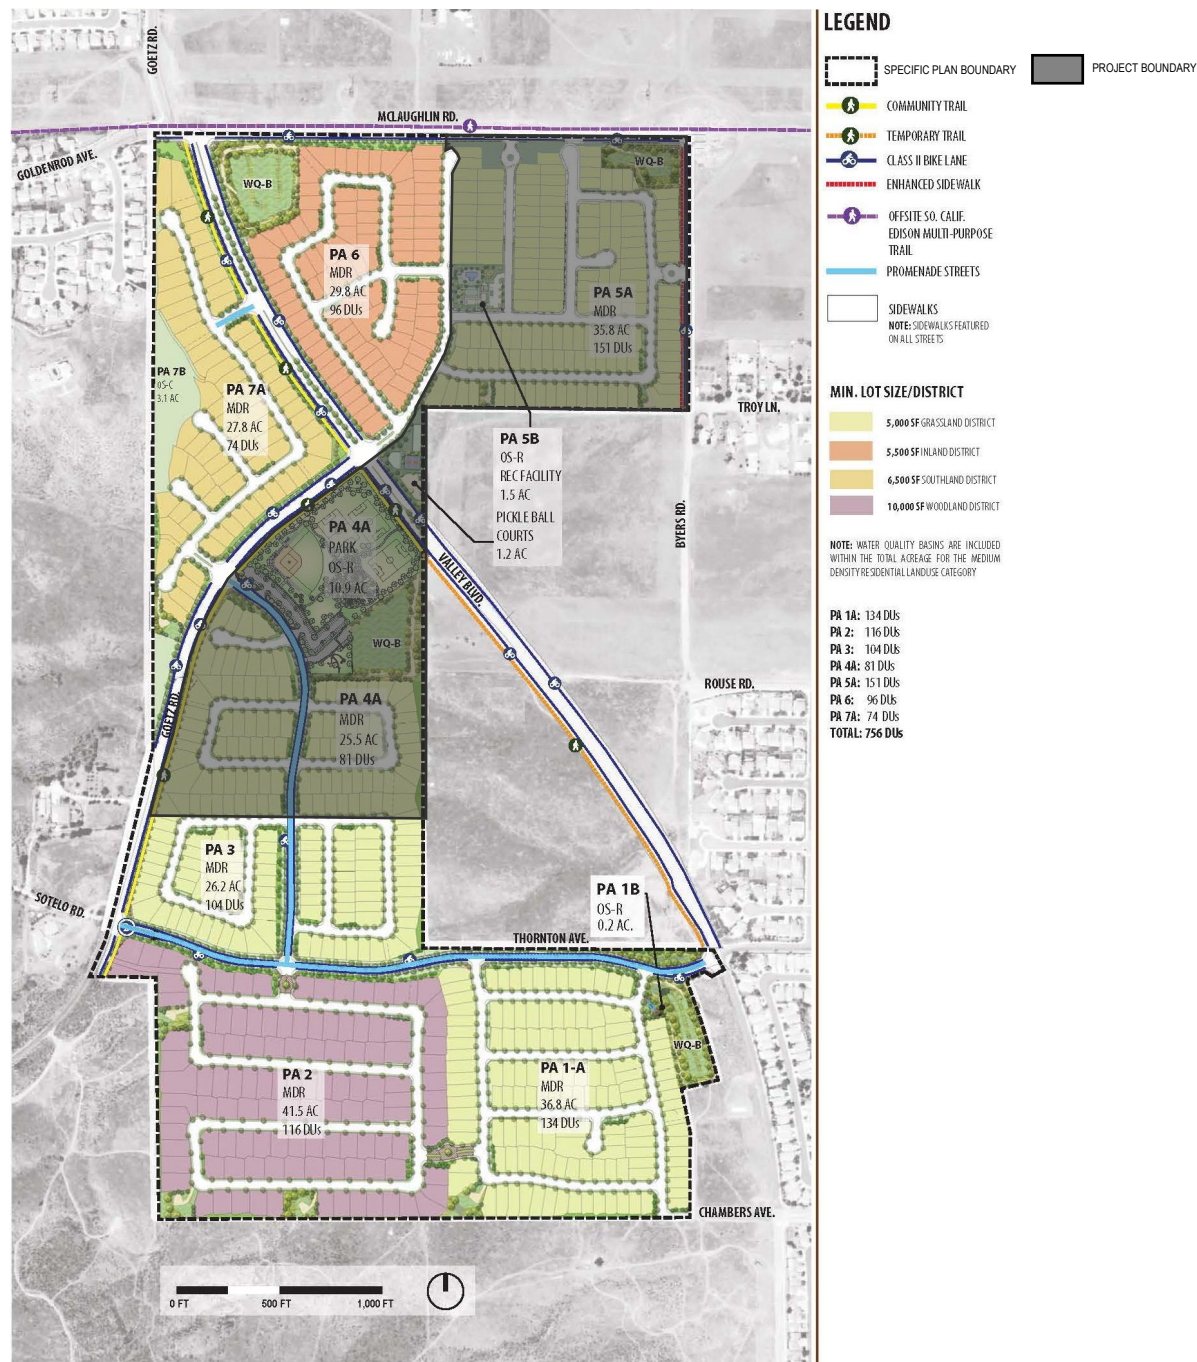 GOETZ RD.
MCLAUGHLIN RD.
GOLDENROD AVE.
WQ-B
WQ-B
PA 6
MDR
29.8 AC
96 DUs
PA 5A
MDR
35.8 AC
151 DUs
PA 7B
OS-C
3.1 AC
PA 7A
MDR
27.8 AC
74 DUs
TROY LN.
PA 5B
OS-R
REC FACILITY
1.5 AC
PICKLE BALL
COURTS
1.2 AC
BYERS RD.
PA 4A
PARK
OS-R
10.9 AC
VALLEY BLVD.
WQ-B
GOETZ RD.
PA 4A
MDR
25.5 AC
81 DUs
ROUSE RD.
PA 3
MDR
26.2 AC
104 DUs
SOTELO RD.
PA 1B
OS-R
0.2 AC.
THORNTON AVE.
WQ-B
PA 2
MDR
41.5 AC
116 DUs
PA 1-A
MDR
36.8 AC
134 DUs
CHAMBERS AVE.
0 FT
500 FT
1,000 FT
LEGEND
SPECIFIC PLAN BOUNDARY
PROJECT BOUNDARY
COMMUNITY TRAIL
TEMPORARY TRAIL
CLASS II BIKE LANE
ENHANCED SIDEWALK
OFFSITE SO. CALIF.
EDISON MULTI-PURPOSE
TRAIL
PROMENADE STREETS
SIDEWALKS
NOTE: SIDEWALKS FEATURED
ON ALL STREETS
MIN. LOT SIZE/DISTRICT
5,000 SF GRASSLAND DISTRICT
5,500 SF INLAND DISTRICT
6,500 SF SOUTHLAND DISTRICT
10,000 SF WOODLAND DISTRICT
NOTE: WATER QUALITY BASINS ARE INCLUDED
WITHIN THE TOTAL ACREAGE FOR THE MEDIUM
DENSITY RESIDENTIAL LANDUSE CATEGORY
PA 1A: 134 DUs
PA 2: 116 DUs
PA 3: 104 DUs
PA 4A: 81 DUs
PA 5A: 151 DUs
PA 6: 96 DUs
PA 7A: 74 DUs
TOTAL: 756 DUs